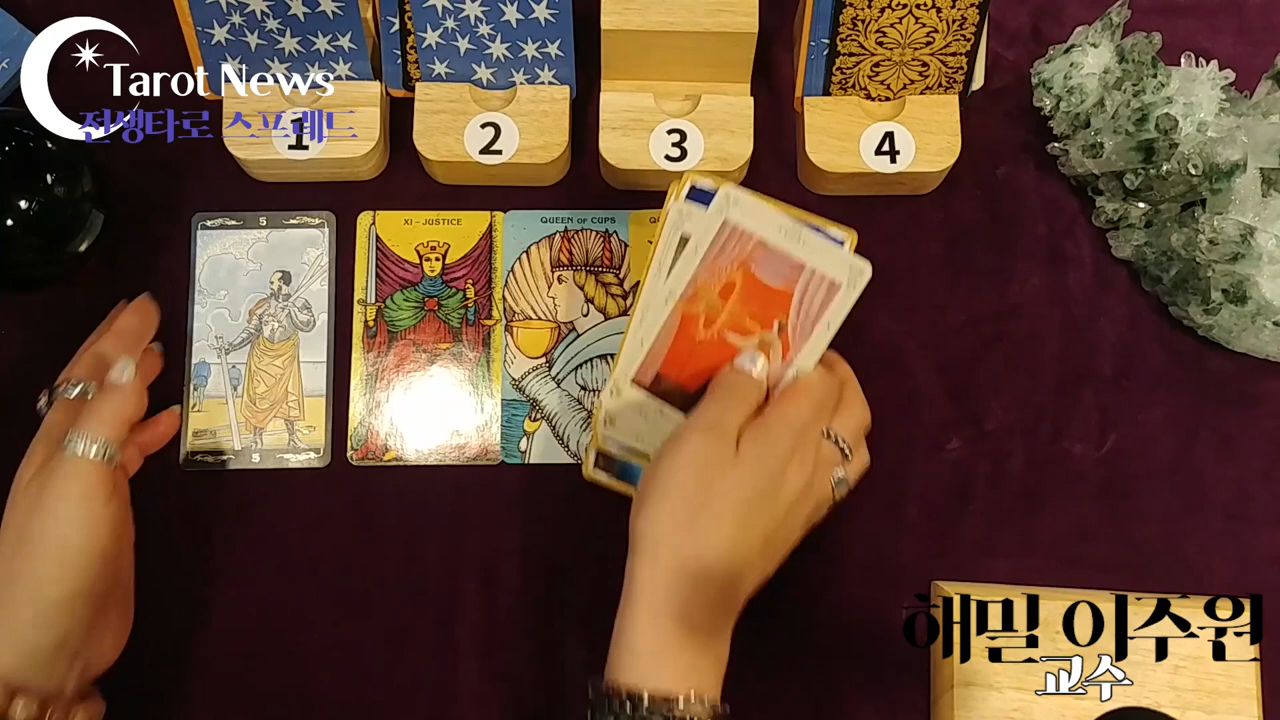 Tarot News
전생타로 스프레드
1
2
3
4
5
XI – JUSTICE
QUEEN OF CUPS
5
해밀 이주원
교수